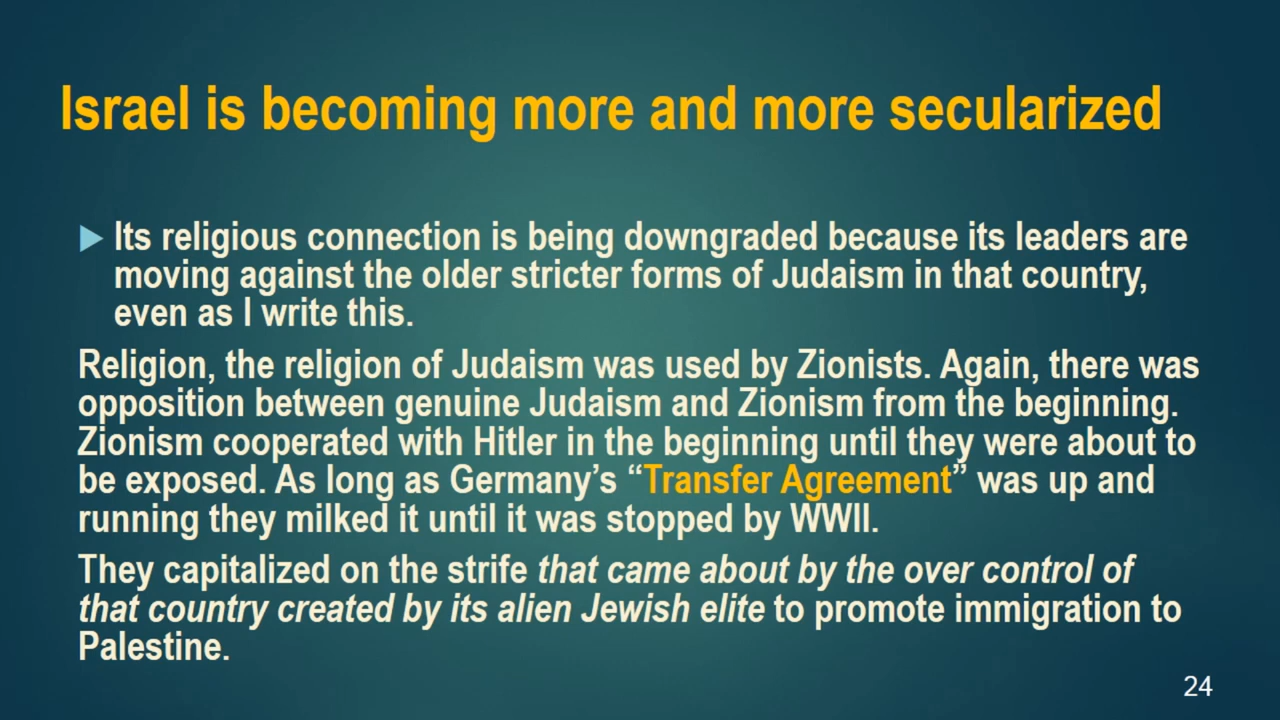 Israel is becoming more and more secularized
Its religious connection is being downgraded because its leaders are
moving against the older stricter forms of Judaism in that country,
even as I write this.
Religion, the religion of Judaism was used by Zionists. Again, there was
opposition between genuine Judaism and Zionism from the beginning.
Zionism cooperated with Hitler in the beginning until they were about to
be exposed. As long as Germany’s “Transfer Agreement” was up and
running they milked it until it was stopped by WWII.
They capitalized on the strife that came about by the over control of
that country created by its alien Jewish elite to promote immigration to
Palestine.
24